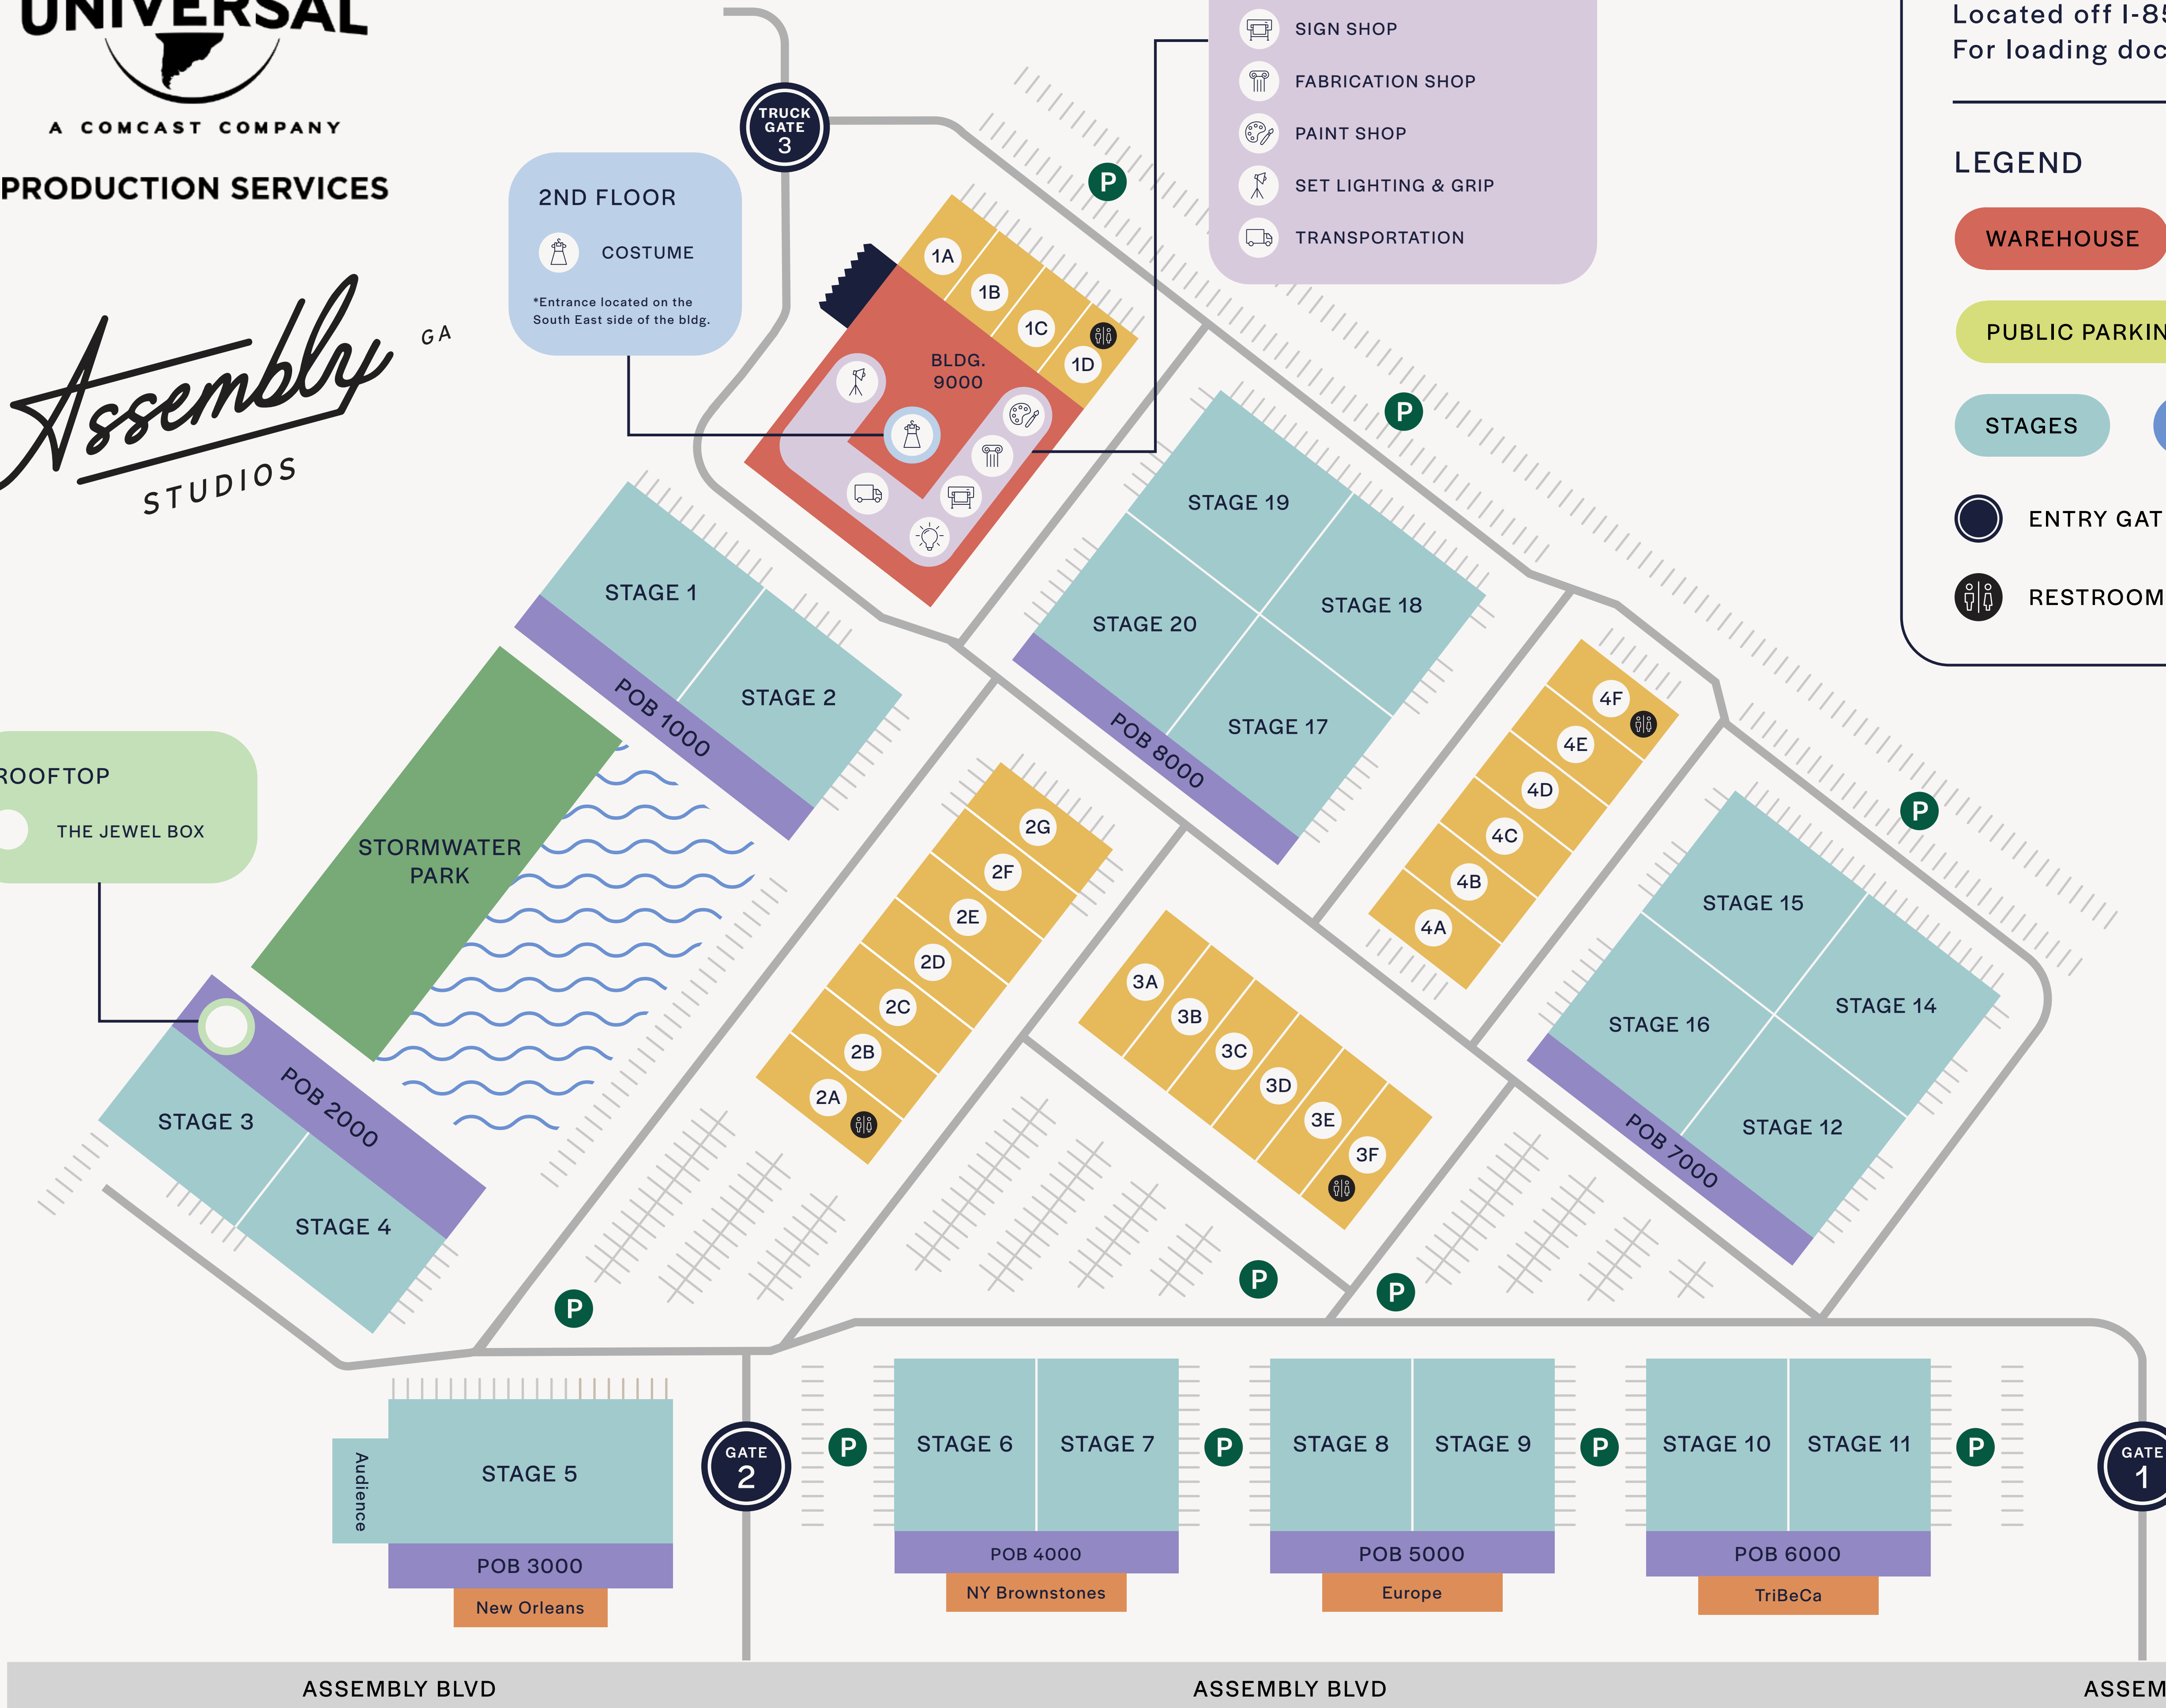 UNIVERSAL
A COMCAST COMPANY
PRODUCTION SERVICES
Assembly
GA
STUDIOS
TRUCK
GATE
3
2ND FLOOR
COSTUME
*Entrance located on the
South East side of the bldg.
SIGN SHOP
FABRICATION SHOP
PAINT SHOP
SET LIGHTING & GRIP
TRANSPORTATION
Located off I-85
For loading doc
LEGEND
WAREHOUSE
PUBLIC PARKIN
STAGES
ENTRY GAT
RESTROOM
P
1A
1B
1C
1D
BLDG.
9000
P
STAGE 19
STAGE 18
STAGE 20
STAGE 17
POB 8000
STAGE 1
STAGE 2
POB 1000
4F
4E
4D
4C
4B
4A
ROOFTOP
THE JEWEL BOX
STORMWATER
PARK
2G
2F
2E
2D
2C
2B
2A
P
STAGE 15
STAGE 14
STAGE 16
STAGE 12
POB 7000
3A
3B
3C
3D
3E
3F
POB 2000
STAGE 3
STAGE 4
P
P
P
Audience
STAGE 5
POB 3000
New Orleans
GATE
2
P
STAGE 6
STAGE 7
POB 4000
NY Brownstones
P
STAGE 8
STAGE 9
POB 5000
Europe
P
STAGE 10
STAGE 11
POB 6000
TriBeCa
P
GATE
1
ASSEMBLY BLVD
ASSEMBLY BLVD
ASSEM